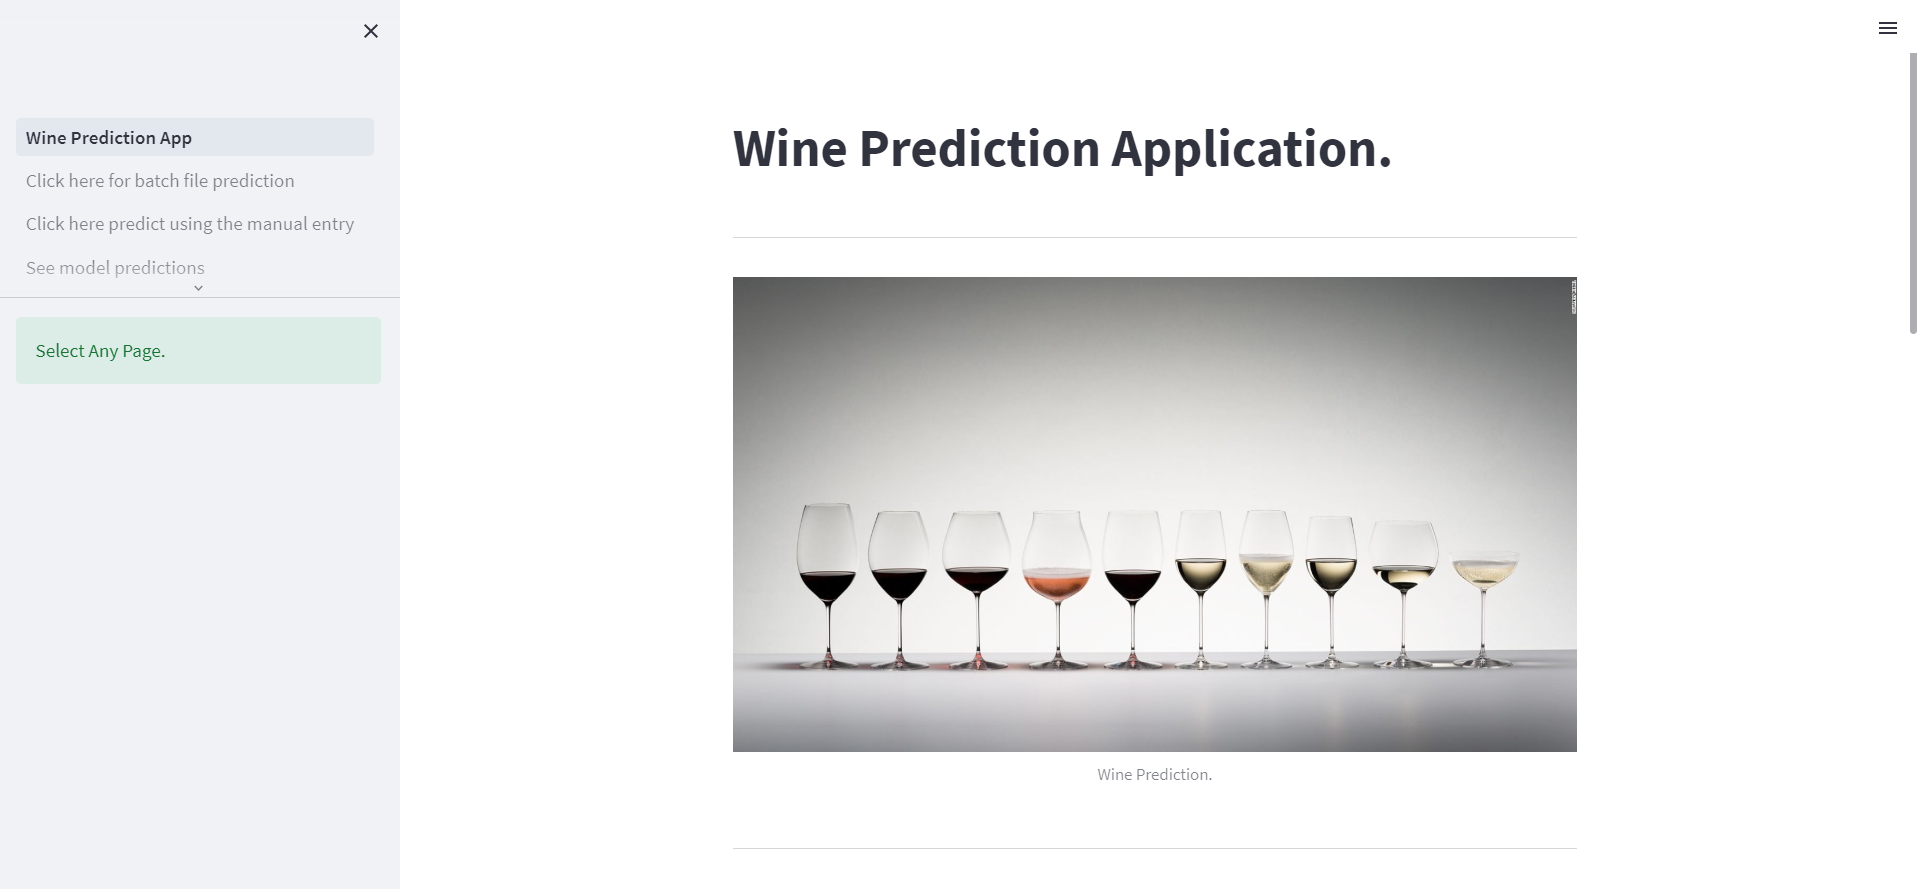 Wine Prediction App
Click here for batch file prediction
Click here predict using the manual entry
See model predictions
Select Any Page.
Wine Prediction Application.
Wine Prediction.